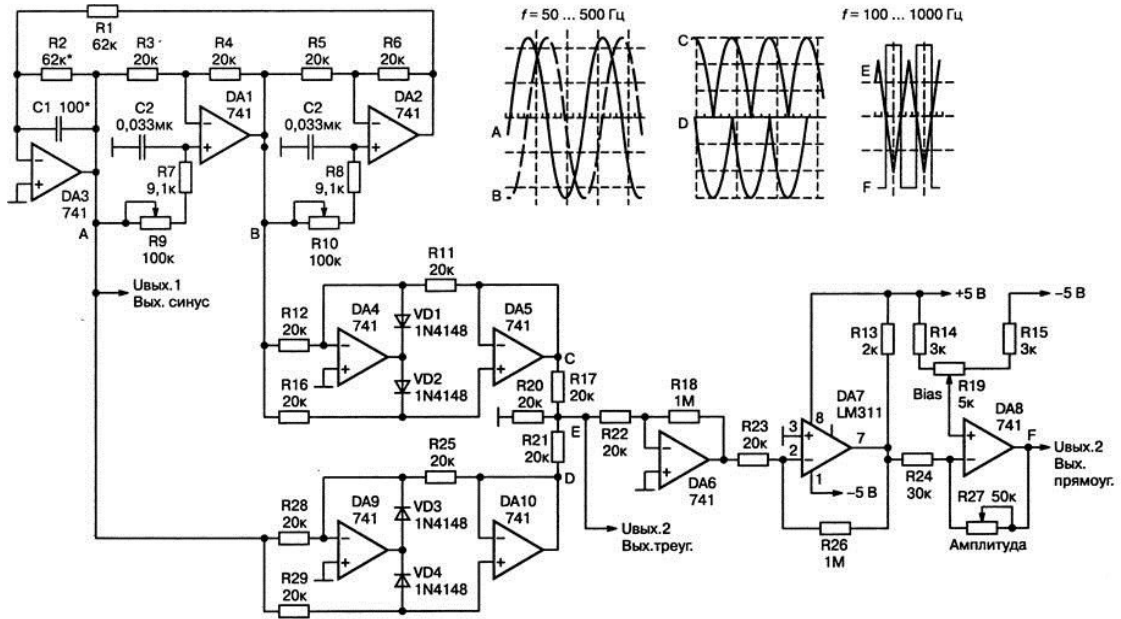 f = 50 ... 500 Гц
f = 100 ... 1000 Гц
R1
62к
R2
62к*
R3
20к
R4
20к
R5
20к
R6
20к
C1 100*
C2
0,033мк
DA1
741
C2
0,033мк
DA2
741
DA3
741
R7
9,1к
R8
9,1к
A
R9
100к
B
R10
100к
Uвых.1
Вых. синус
A
B
C
D
E
F
R11
20к
R12
20к
DA4
741
VD1
1N4148
DA5
741
VD2
1N4148
R16
20к
C
R17
20к
R20
20к
E
R21
20к
R22
20к
R18
1М
DA6
741
R23
20к
+5 В
−5 В
R13
2к
R14
3к
R15
3к
Bias
R19
5к
DA7
LM311
8
3
2
7
1
−5 В
DA8
741
F
Uвых.2
Вых.
прямоуг.
R24
30к
R27
50к
Амплитуда
R26
1М
R25
20к
D
R28
20к
DA9
741
VD3
1N4148
DA10
741
VD4
1N4148
R29
20к
Uвых.2
Вых.треуг.